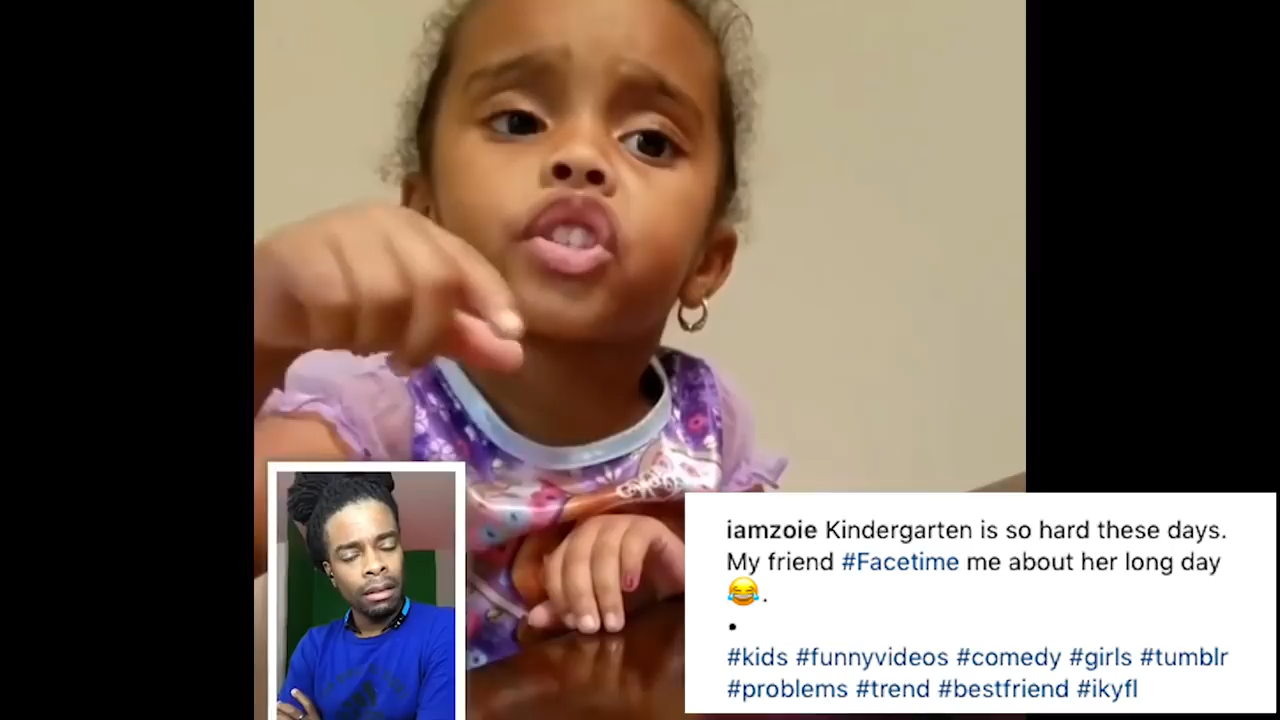 iamzoie Kindergarten is so hard these days.
My friend #Facetime me about her long day
😂.
•
#kids #funnyvideos #comedy #girls #tumblr
#problems #trend #bestfriend #ikyfl